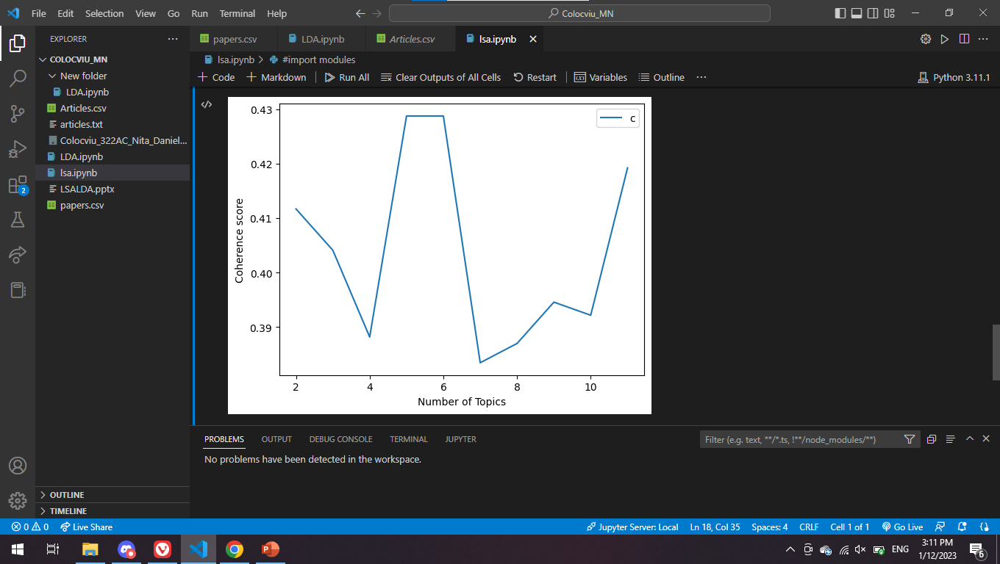 File Edit Selection View Go Run Terminal Help
Colocviu_MN
EXPLORER
COLOCVIU_MN
New folder
LDA.ipynb
Articles.csv
articles.txt
Colocviu_322AC_Nita_Daniel...
LDA.ipynb
lsa.ipynb
LSALDA.pptx
papers.csv
2
OUTLINE
TIMELINE
papers.csv LDA.ipynb Articles.csv lsa.ipynb
lsa.ipynb > #import modules
Code Markdown Run All Clear Outputs of All Cells Restart Variables Outline ... Python 3.11.1
0.43
0.42
0.41
0.40
0.39
Coherence score
c
2 4 6 8 10
Number of Topics
PROBLEMS OUTPUT DEBUG CONSOLE TERMINAL JUPYTER
Filter (e.g. text, **/*.ts, !**/node_modules/**)
No problems have been detected in the workspace.
0 0 Live Share
Jupyter Server: Local Ln 18, Col 35 Spaces: 4 CRLF Cell 1 of 1 Go Live
ENG
3:11 PM
1/12/2023
6